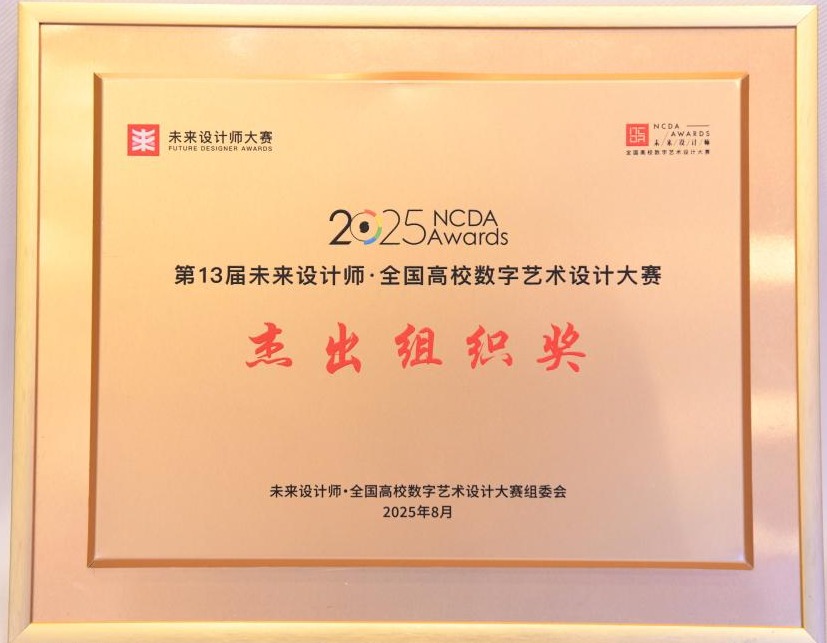 未来设计师大赛
FUTURE DESIGNER AWARDS
NCDA
AWARDS
未/来/设/计/师
全国高校数字艺术设计大赛
2025 NCDA
Awards
第13届未来设计师·全国高校数字艺术设计大赛
杰出组织奖
未来设计师·全国高校数字艺术设计大赛组委会
2025年8月